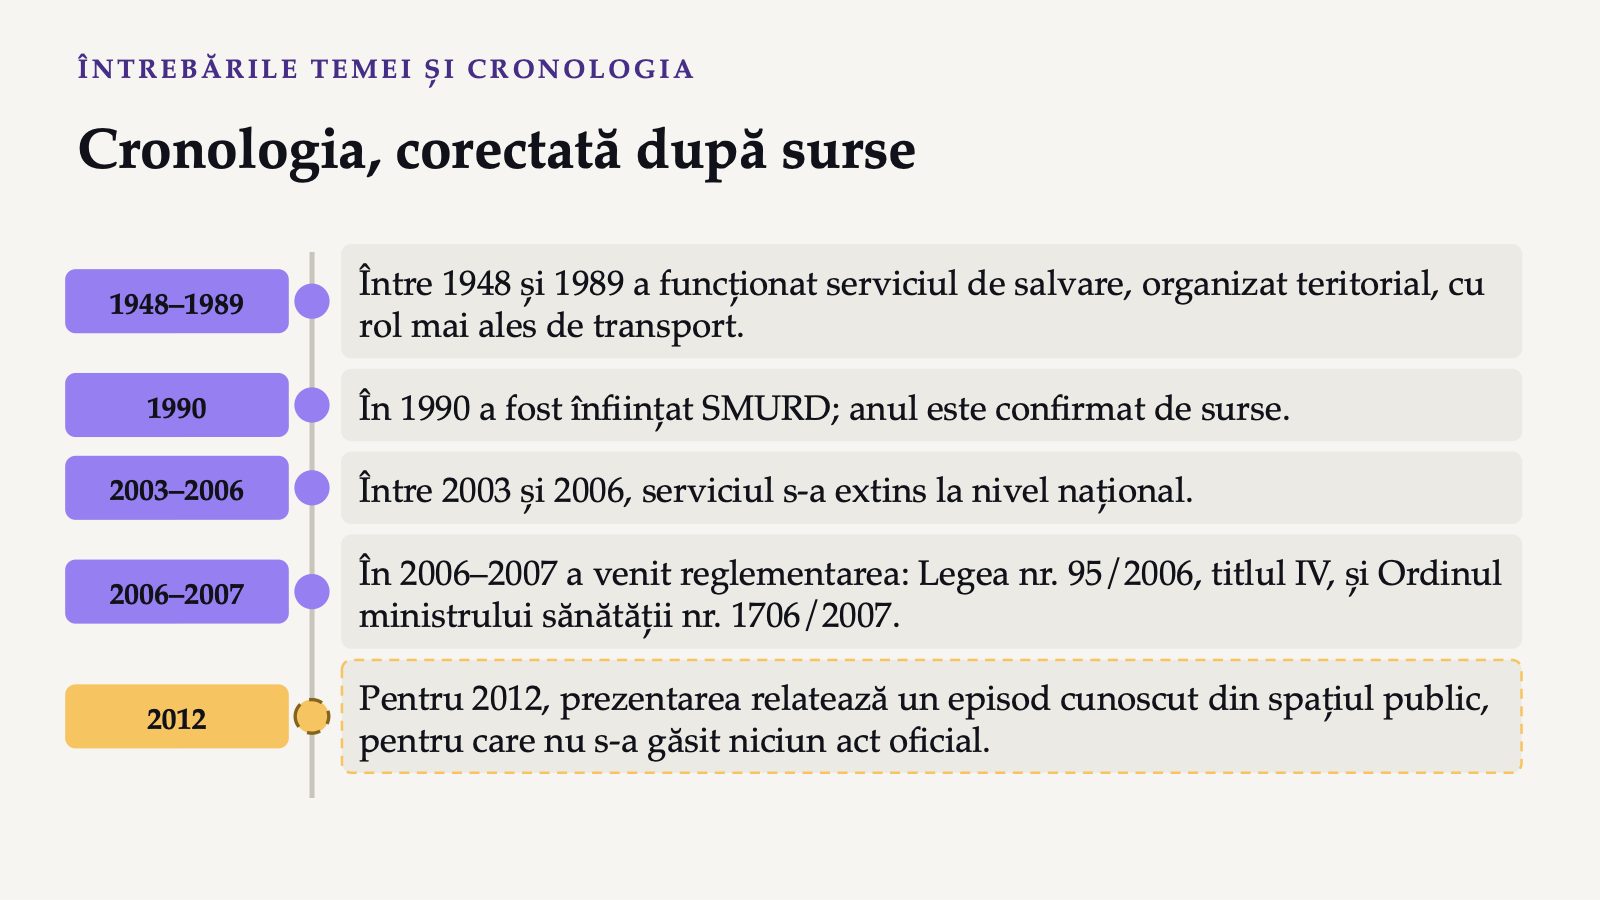 ÎNTREBĂRILE TEMEI ȘI CRONOLOGIA
Cronologia, corectată după surse
1948–1989
Între 1948 și 1989 a funcționat serviciul de salvare, organizat teritorial, cu
rol mai ales de transport.
1990
În 1990 a fost înființat SMURD; anul este confirmat de surse.
2003–2006
Între 2003 și 2006, serviciul s-a extins la nivel național.
2006–2007
În 2006–2007 a venit reglementarea: Legea nr. 95/2006, titlul IV, și Ordinul
ministrului sănătății nr. 1706/2007.
2012
Pentru 2012, prezentarea relatează un episod cunoscut din spațiul public,
pentru care nu s-a găsit niciun act oficial.